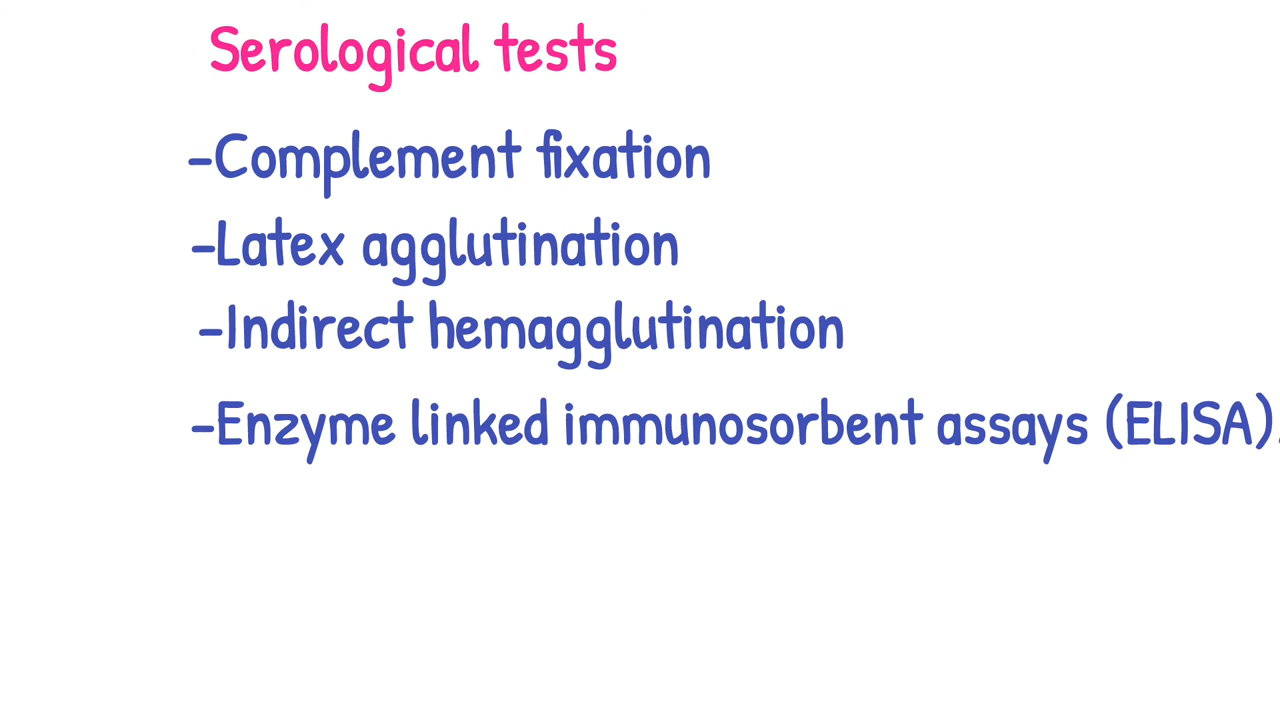 Serological tests
-Complement fixation
-Latex agglutination
-Indirect hemagglutination
-Enzyme linked immunosorbent assays (ELISA).